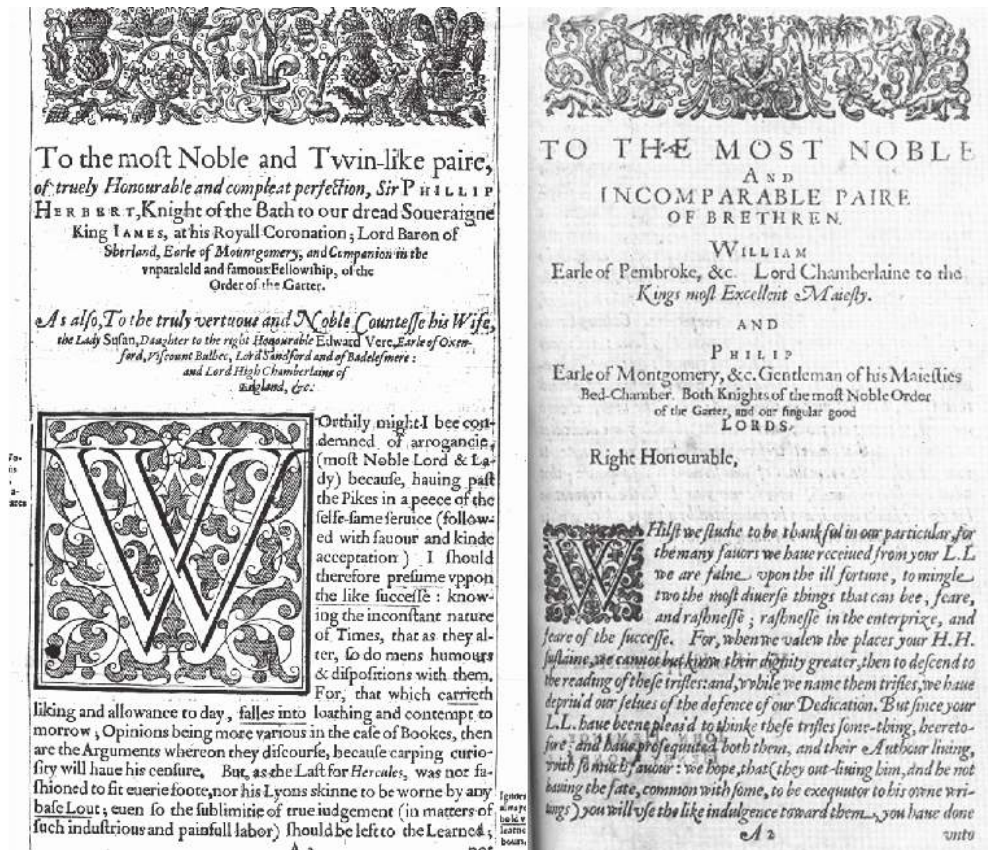 To the moſt Noble and Tvvin-like paire,
of truely Honourable and compleat perfection, Sir PHILLIP
HERBERT, Knight of the Bath to our dread Soueraigne
King IAMES, at his Royall Coronation; Lord Baron of
Sherland, Earle of Mountgomery, and Companion in the
vnparaleld and famous Fellowſhip, of the
Order of the Garter.
As alſo, To the truly vertuous and Noble Counteſſe his Wife,
the Lady Suſan, Daughter to the right Honourable Edward Vere, Earle of Oxen-
ford, Viſcount Bulbec, Lord Sandford and of Badeleſmere:
and Lord High Chamberlaine of
England, &c.
WOrthily might I bee con-
demned of arrogancie,
(moſt Noble Lord & La-
dy) becauſe, hauing paſt
the Pikes in a peece of the
ſelfe-ſame ſeruice (follow-
ed with fauour and kinde
acceptation) I ſhould
therefore preſume vppon
the like ſucceſſe: know-
ing the inconſtant nature
of Times, that as they al-
ter, ſo do mens humours
& diſpoſitions with them.
For, that which carrieth
liking and allowance to day, falles into loathing and contempt to
morrow; Opinions being more various in the caſe of Bookes, then
are the Arguments whereon they diſcourſe, becauſe carping curio-
ſity will haue his cenſure. But, as the Laſt for Hercules, was not fa-
ſhioned to fit euerie foote, nor his Lyons skinne to be worne by any
baſe Lout; euen ſo the ſublimitie of true iudgement (in matters of
ſuch induſtrious and painfull labor) ſhould be left to the Learned;
TO THE MOST NOBLE
AND
INCOMPARABLE PAIRE
OF BRETHREN.
WILLIAM
Earle of Pembroke, &c. Lord Chamberlaine to the
Kings moſt Excellent Maieſty.
AND
PHILIP
Earle of Montgomery, &c. Gentleman of his Maieſties
Bed-Chamber. Both Knights of the moſt Noble Order
of the Garter, and our ſingular good
LORDS.
Right Honourable,
WHilſt we ſtudie to be thankful in our particular, for
the many fauors we haue receiued from your L.L
we are falne vpon the ill fortune, to mingle
two the moſt diuerſe things that can bee, feare,
and raſhneſſe; raſhneſſe in the enterprize, and
feare of the ſucceſſe. For, when we valew the places your H.H.
ſuſtaine, we cannot but know their dignity greater, then to deſcend to
the reading of theſe trifles: and, while we name them trifles, we haue
depriu'd our ſelues of the defence of our Dedication. But ſince your
L.L. haue beene pleas'd to thinke theſe trifles ſome-thing, heereto-
fore; and haue proſequuted both them, and their Authour liuing,
with ſo much fauour: we hope, that (they out-liuing him, and he not
hauing the fate, common with ſome, to be exequutor to his owne wri-
tings) you will vſe the like indulgence toward them, you haue done
A2 vnto